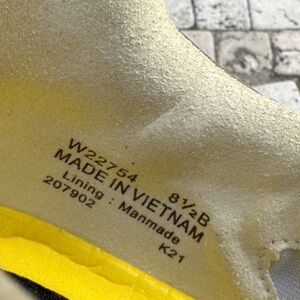 W22754 8½B
MADE IN VIETNAM
Lining : Manmade
207902 K21